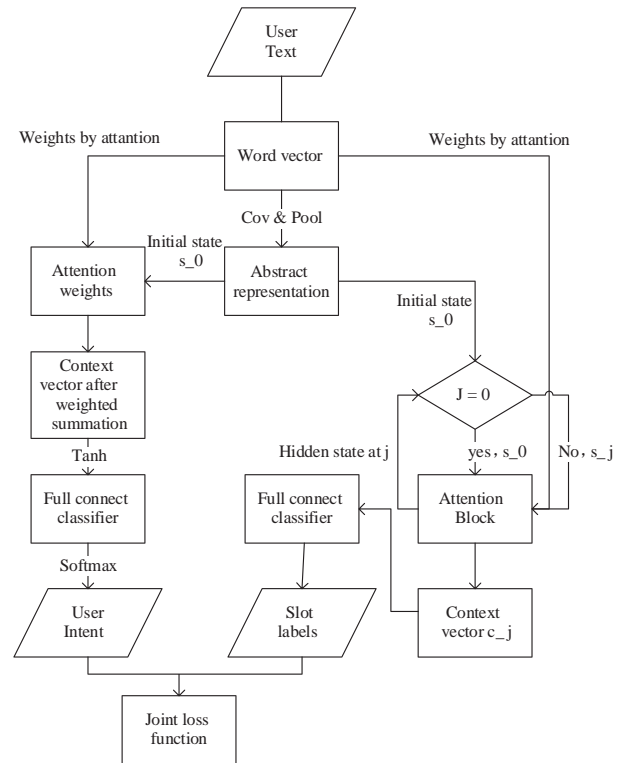 User
Text
Weights by attantion
Weights by attantion
Word vector
Cov & Pool
Initial state
s_0
Attention
weights
Abstract
representation
Initial state
s_0
Context
vector after
weighted
summation
J = 0
Tanh
Hidden state at j
yes, s_0
No, s_j
Full connect
classifier
Full connect
classifier
Attention
Block
Softmax
User
Intent
Slot
labels
Context
vector c_j
Joint loss
function